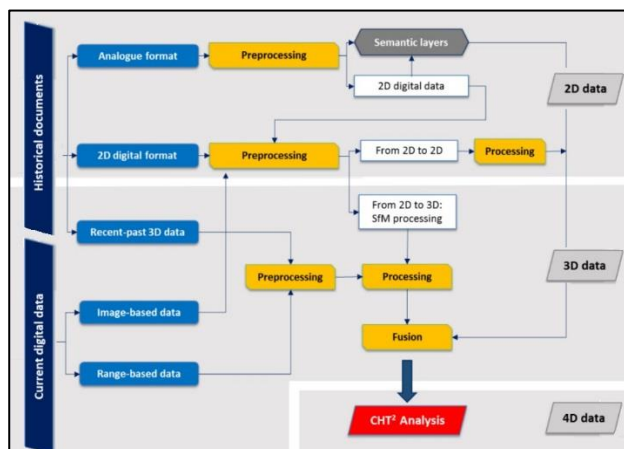 Historical documents
Analogue format
Preprocessing
Semantic layers
2D digital data
2D data
2D digital format
Preprocessing
From 2D to 2D
Processing
From 2D to 3D:
SfM processing
Recent-past 3D data
Preprocessing
Processing
3D data
Current digital data
Image-based data
Range-based data
Fusion
CHT² Analysis
4D data